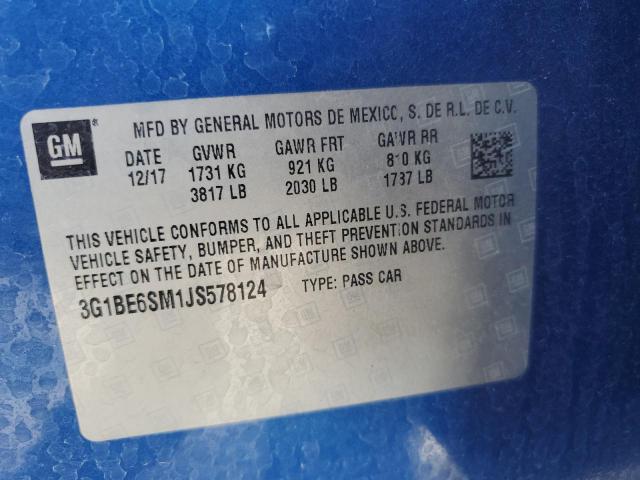 GM
MFD BY GENERAL MOTORS DE MEXICO, S. DE R.L. DE C.V.
DATE GVWR GAWR FRT GAWR RR
12/17 1731 KG 921 KG 810 KG
3817 LB 2030 LB 1737 LB
THIS VEHICLE CONFORMS TO ALL APPLICABLE U.S. FEDERAL MOTOR
VEHICLE SAFETY, BUMPER, AND THEFT PREVENTION STANDARDS IN
EFFECT ON THE DATE OF MANUFACTURE SHOWN ABOVE.
3G1BE6SM1JS578124 TYPE: PASS CAR